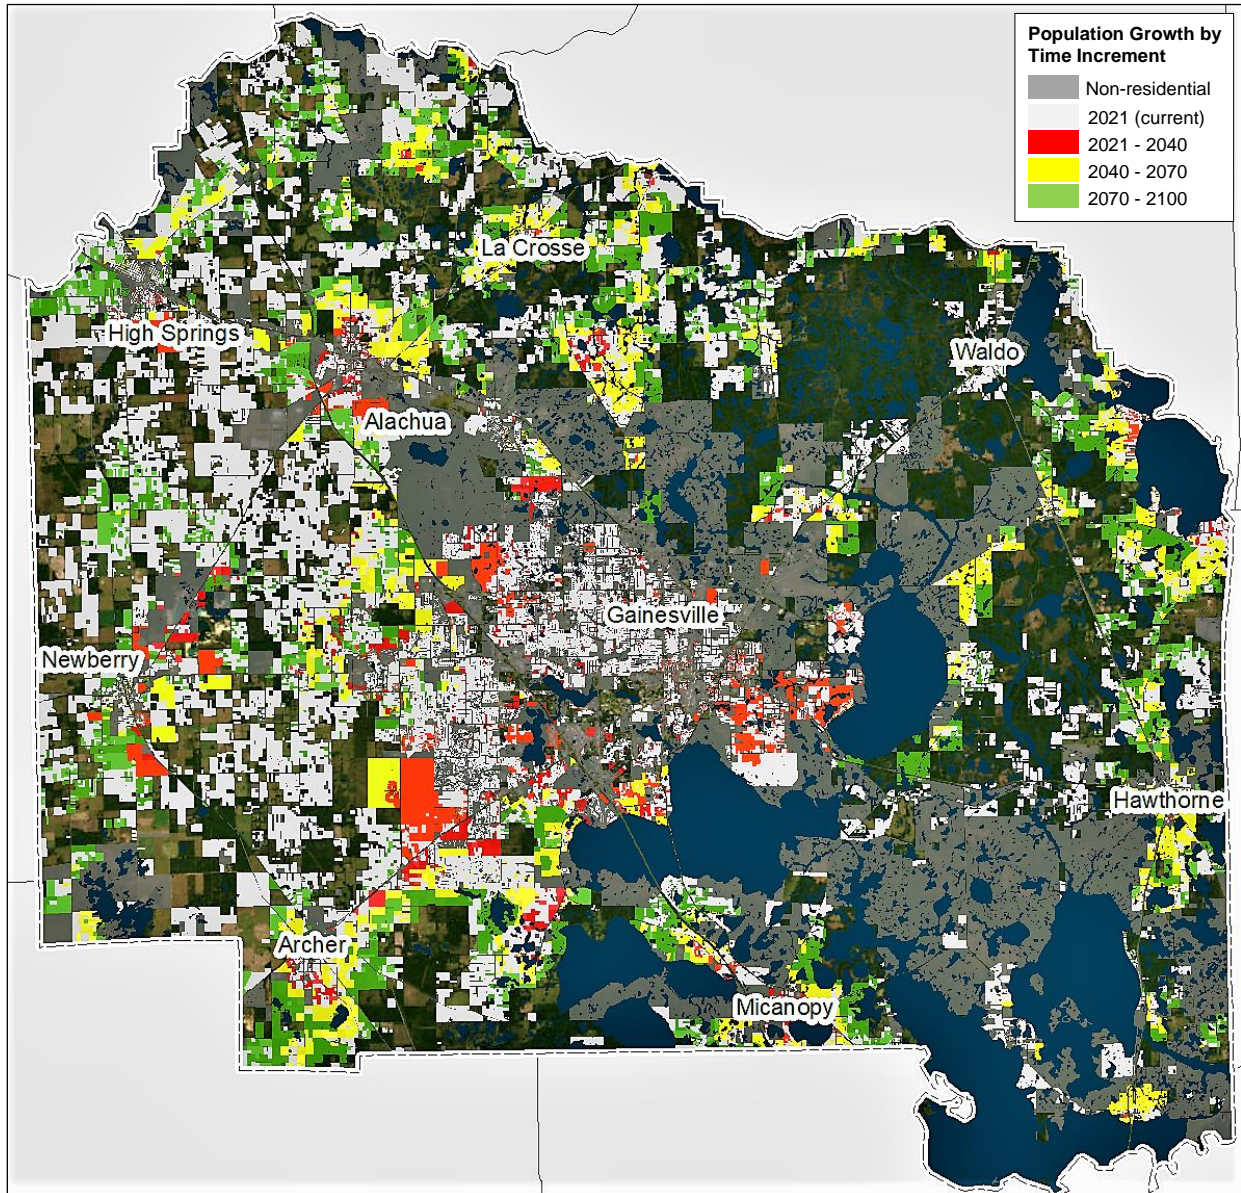 Population Growth by
Time Increment
Non-residential
2021 (current)
2021 - 2040
2040 - 2070
2070 - 2100
La Crosse
High Springs
Waldo
Alachua
Gainesville
Newberry
Hawthorne
Archer
Micanopy